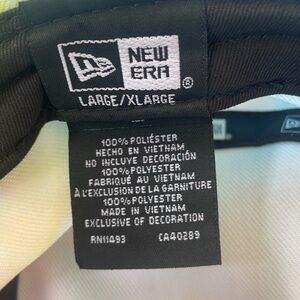 NEW
ERA
®
LARGE/XLARGE
100% POLIÉSTER
HECHO EN VIETNAM
NO INCLUYE DECORACIÓN
100% POLYESTER
FABRIQUÉ AU VIETNAM
À L'EXCLUSION DE LA GARNITURE
100% POLYESTER
MADE IN VIETNAM
EXCLUSIVE OF DECORATION
RN11493 CA40289